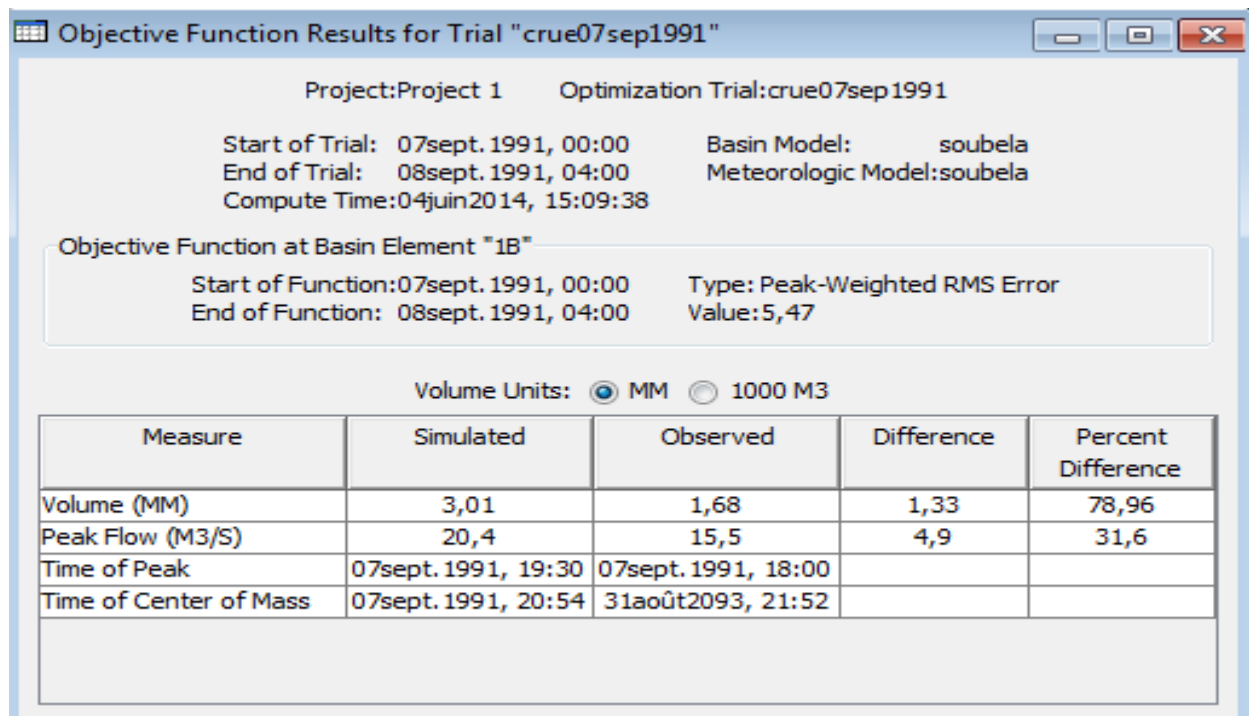 Objective Function Results for Trial "crue07sep1991"
Project:Project 1 Optimization Trial:crue07sep1991
Start of Trial: 07sept.1991, 00:00 Basin Model: soubela
End of Trial: 08sept.1991, 04:00 Meteorologic Model:soubela
Compute Time:04juin2014, 15:09:38
Objective Function at Basin Element "1B"
Start of Function:07sept.1991, 00:00 Type: Peak-Weighted RMS Error
End of Function: 08sept.1991, 04:00 Value:5,47
Volume Units: MM 1000 M3
Measure Simulated Observed Difference Percent Difference
Volume (MM) 3,01 1,68 1,33 78,96
Peak Flow (M3/S) 20,4 15,5 4,9 31,6
Time of Peak 07sept.1991, 19:30 07sept.1991, 18:00
Time of Center of Mass 07sept.1991, 20:54 31août2093, 21:52